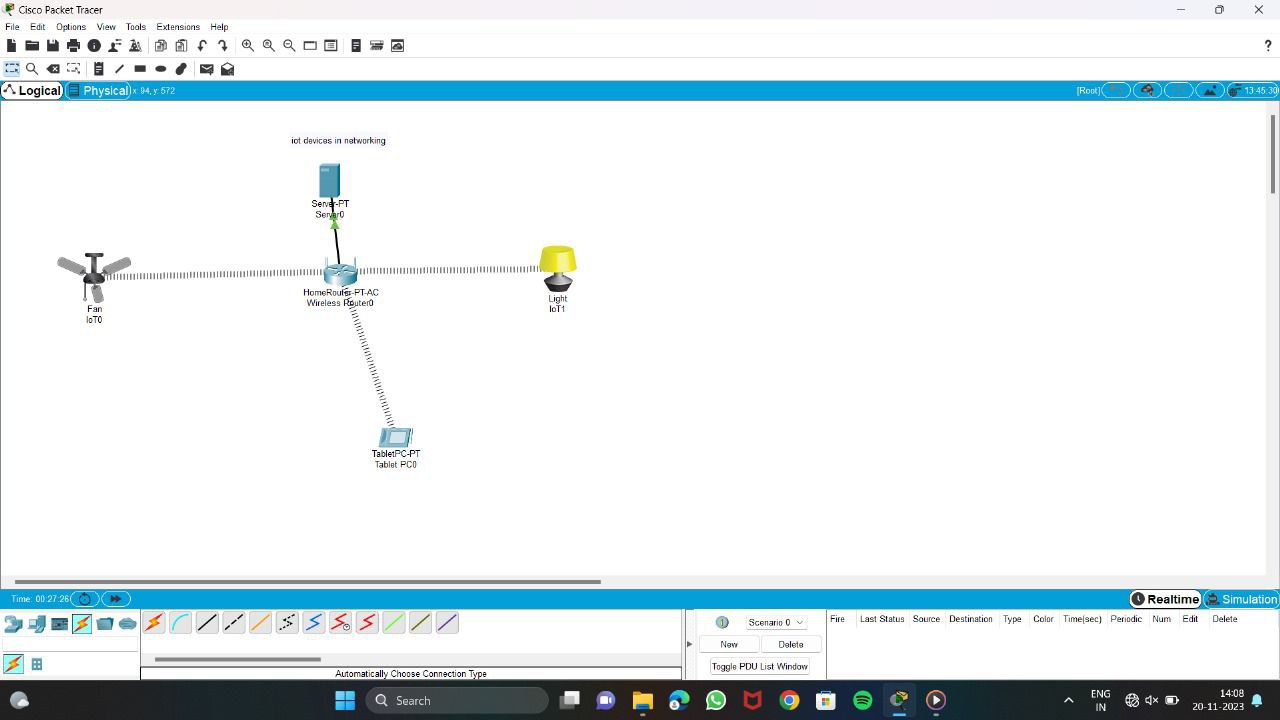 Cisco Packet Tracer
File Edit Options View Tools Extensions Help
?
Logical Physical x: 94, y: 572 [Root] 13:45:30
iot devices in networking
Server-PT
Server0
HomeRouter-PT-AC
Wireless Router0
Fan
IoT0
Light
IoT1
TabletPC-PT
Tablet PC0
Time: 00:27:26 Realtime Simulation
Scenario 0
New Delete
Toggle PDU List Window
Fire Last Status Source Destination Type Color Time(sec) Periodic Num Edit Delete
Automatically Choose Connection Type
Search
ENG
IN
14:08
20-11-2023